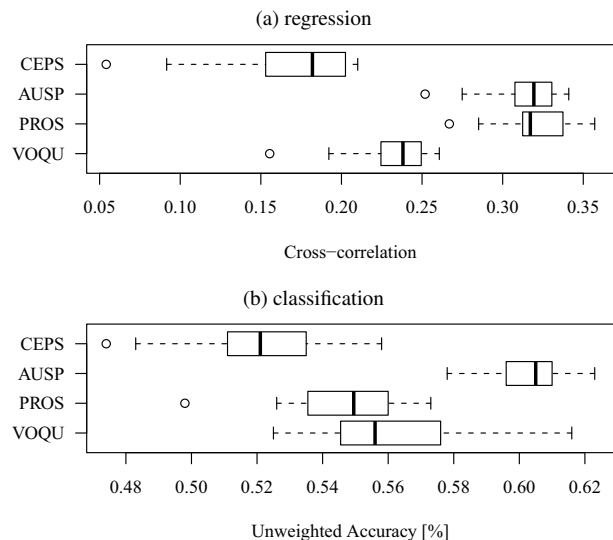 (a) regression
CEPS
AUSP
PROS
VOQU
0.05 0.10 0.15 0.20 0.25 0.30 0.35
Cross−correlation
(b) classification
CEPS
AUSP
PROS
VOQU
0.48 0.50 0.52 0.54 0.56 0.58 0.60 0.62
Unweighted Accuracy [%]